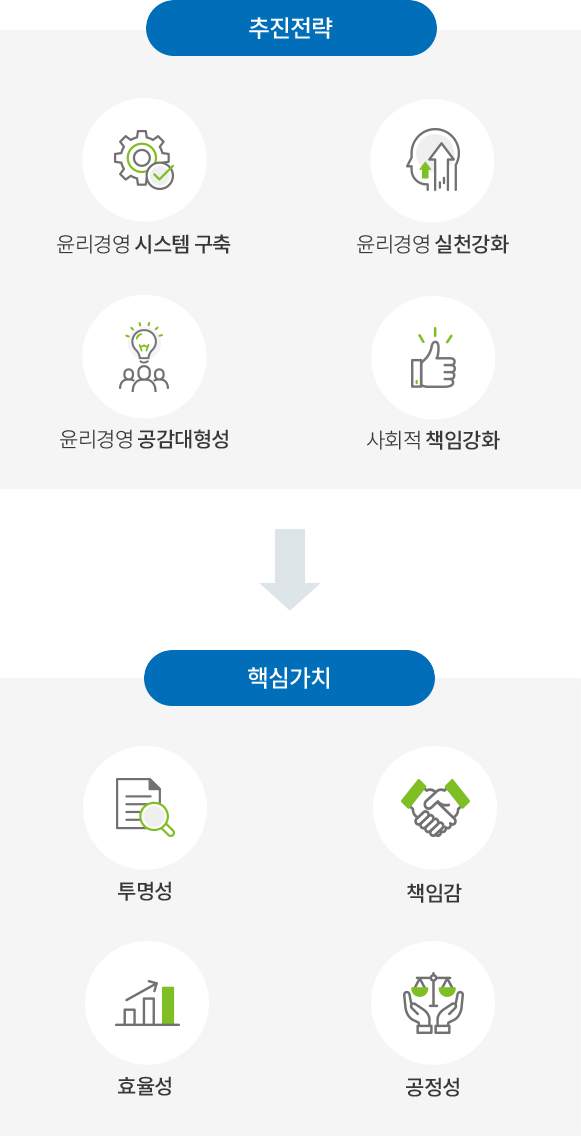 추진전략
윤리경영 시스템 구축
윤리경영 실천강화
윤리경영 공감대형성
사회적 책임강화
핵심가치
투명성
책임감
효율성
공정성